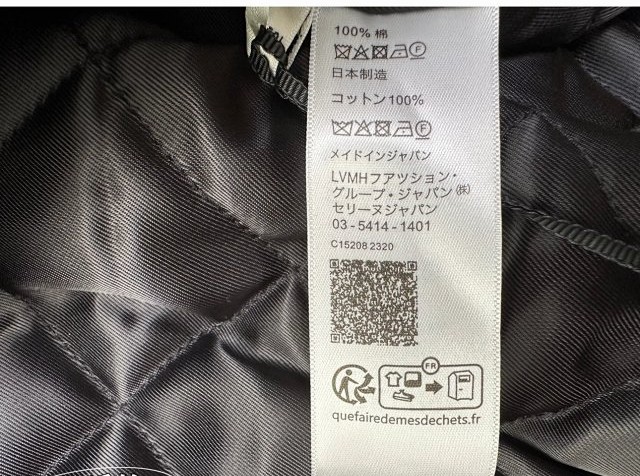 100% 棉
日本制造
コットン100%
メイドインジャパン
LVMHフアツション・
グループ・ジャパン(株)
セリーヌジャパン
03-5414-1401
C15208 2320
FR
quefairedemesdechets.fr